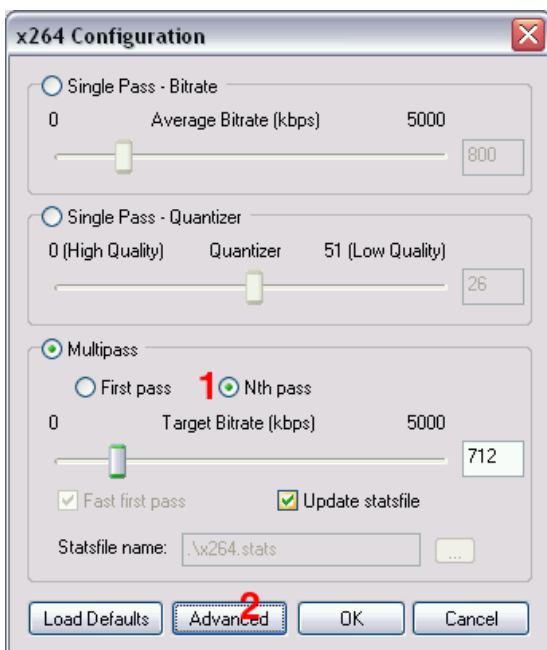 x264 Configuration
Single Pass - Bitrate
0 Average Bitrate (kbps) 5000
800
Single Pass - Quantizer
0 (High Quality) Quantizer 51 (Low Quality)
26
Multipass
First pass 1 Nth pass
0 Target Bitrate (kbps) 5000
712
Fast first pass Update statsfile
Statsfile name: .\x264.stats ...
2
Load Defaults Advanced OK Cancel